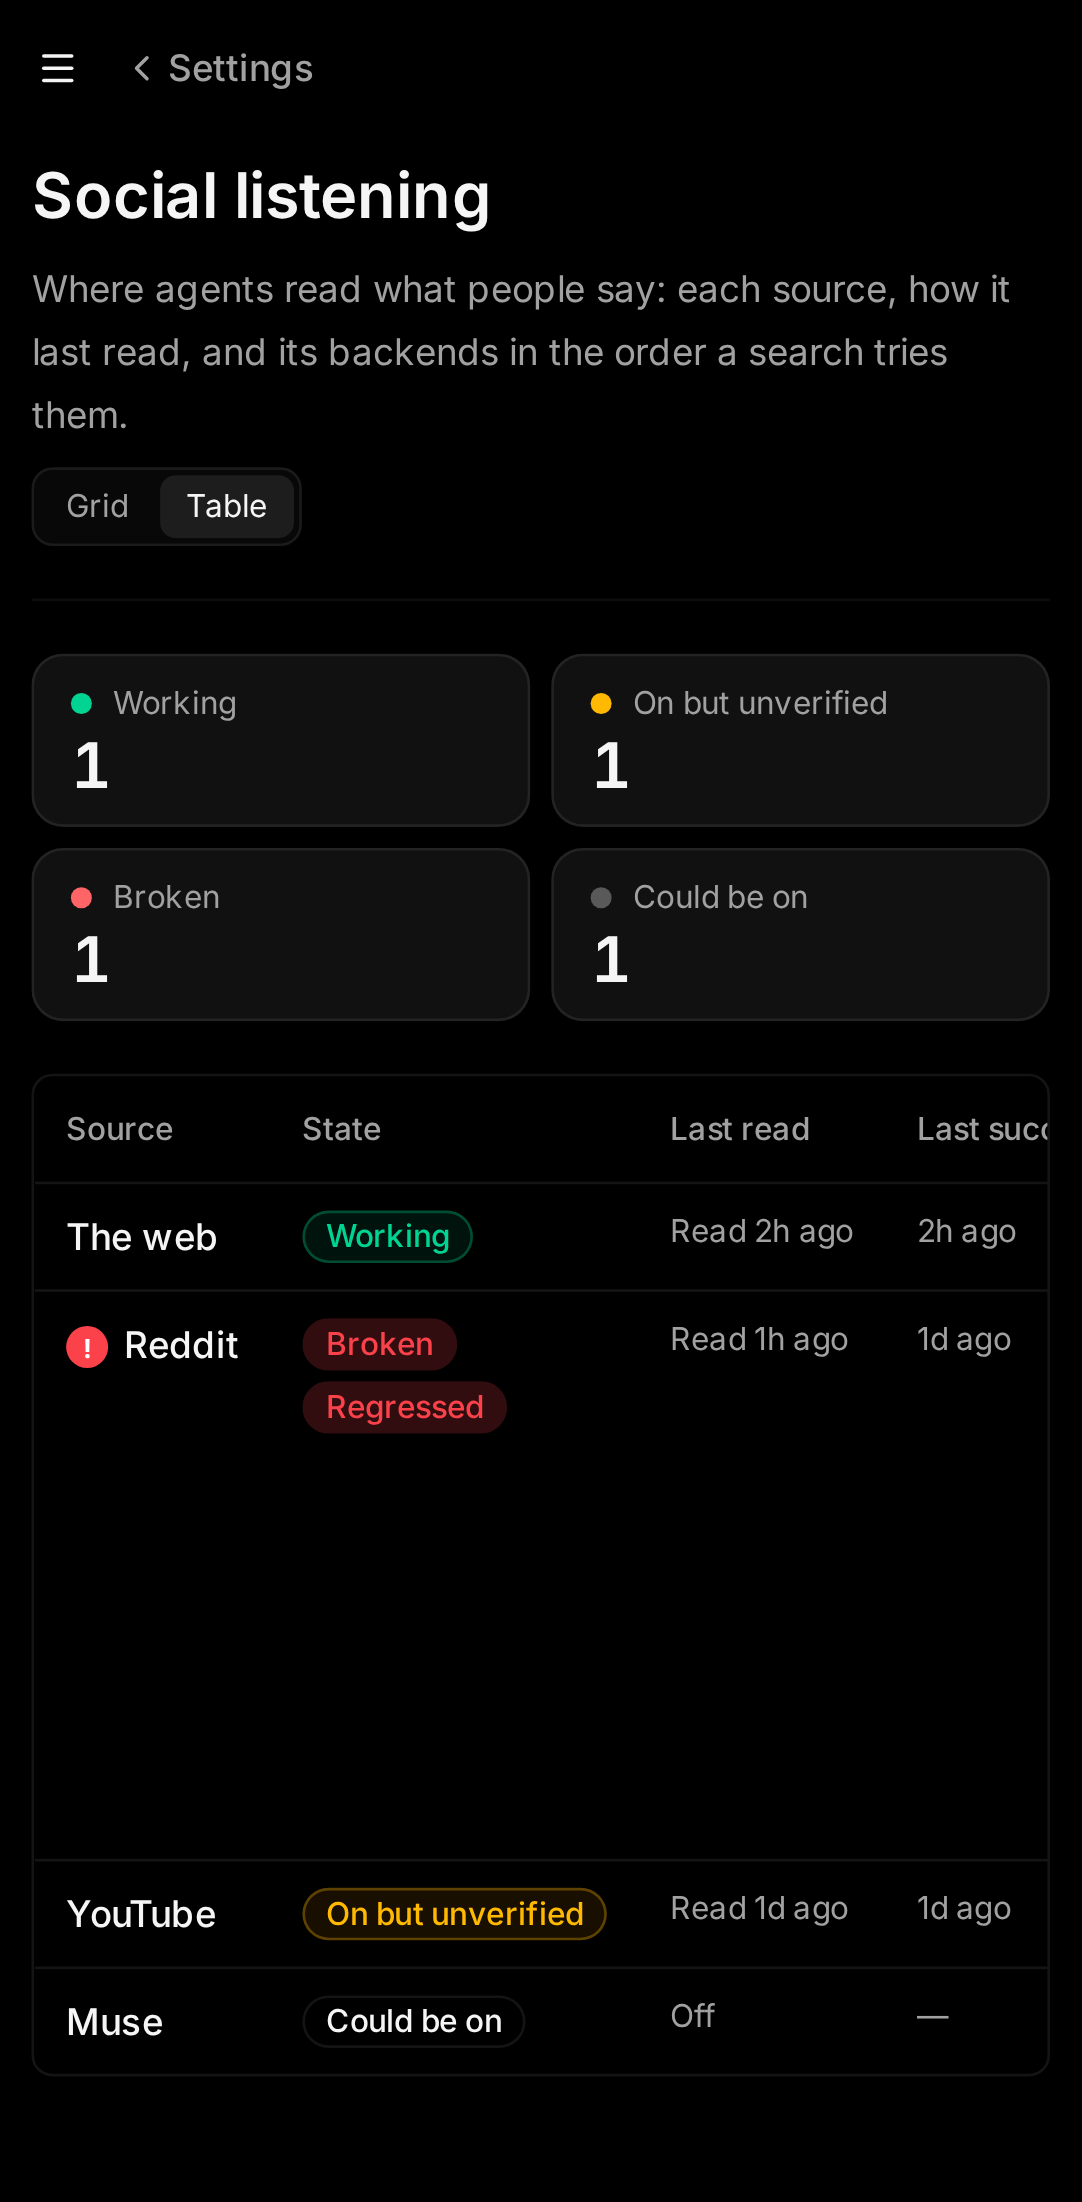 Settings
Social listening
Where agents read what people say: each source, how it
last read, and its backends in the order a search tries
them.
Grid Table
Working
1
On but unverified
1
Broken
1
Could be on
1
Source State Last read Last succ
The web Working Read 2h ago 2h ago
! Reddit Broken Read 1h ago 1d ago
Regressed
YouTube On but unverified Read 1d ago 1d ago
Muse Could be on Off —